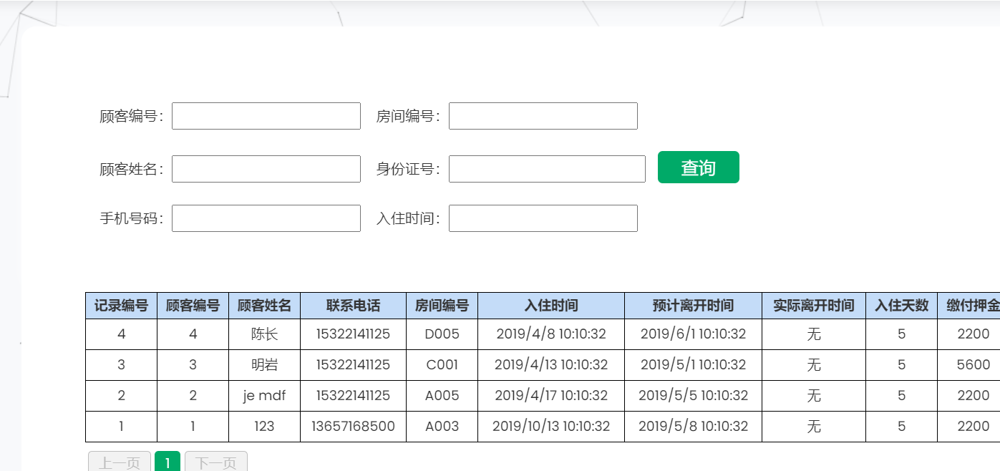 顾客编号： 房间编号：
顾客姓名： 身份证号： 查询
手机号码： 入住时间：
记录编号 顾客编号 顾客姓名 联系电话 房间编号 入住时间 预计离开时间 实际离开时间 入住天数 缴付押金
4 4 陈长 15322141125 D005 2019/4/8 10:10:32 2019/6/1 10:10:32 无 5 2200
3 3 明岩 15322141125 C001 2019/4/13 10:10:32 2019/5/1 10:10:32 无 5 5600
2 2 je mdf 15322141125 A005 2019/4/17 10:10:32 2019/5/5 10:10:32 无 5 2200
1 1 123 13657168500 A003 2019/10/13 10:10:32 2019/5/8 10:10:32 无 5 2200
上一页 1 下一页